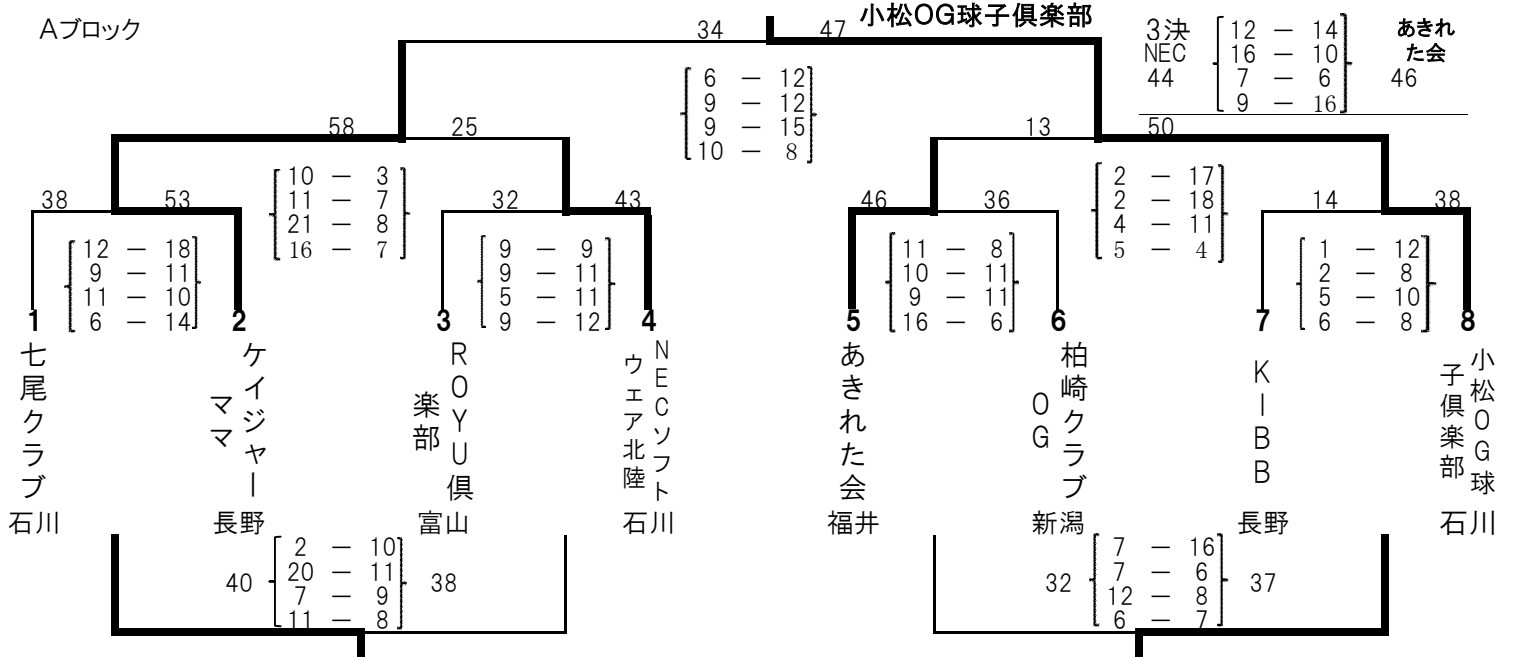 Aブロック
小松OG球子倶楽部
34 47
3決 12 － 14 あきれ
NEC 16 － 10 た会
44 7 － 6 46
9 － 16
6 － 12
9 － 12
9 － 15
10 － 8
58 25
13 50
10 － 3
11 － 7
21 － 8
16 － 7
2 － 17
2 － 18
4 － 11
5 － 4
38 53
32 43
46 36
14 38
12 － 18
9 － 11
11 － 10
6 － 14
9 － 9
9 － 11
5 － 11
9 － 12
11 － 8
10 － 11
9 － 11
16 － 6
1 － 12
2 － 8
5 － 10
6 － 8
1 2 3 4 5 6 7 8
七尾クラブ
ケイジャー
ママ
ROYU倶
楽部
NECソフト
ウェア北陸
あきれた会
柏崎クラブ
OG
KIBB
小松OG球
子倶楽部
石川 長野 富山 石川 福井 新潟 長野 石川
2 － 10
20 － 11
40 38
7 － 9
11 － 8
7 － 16
7 － 6
32 37
12 － 8
6 － 7